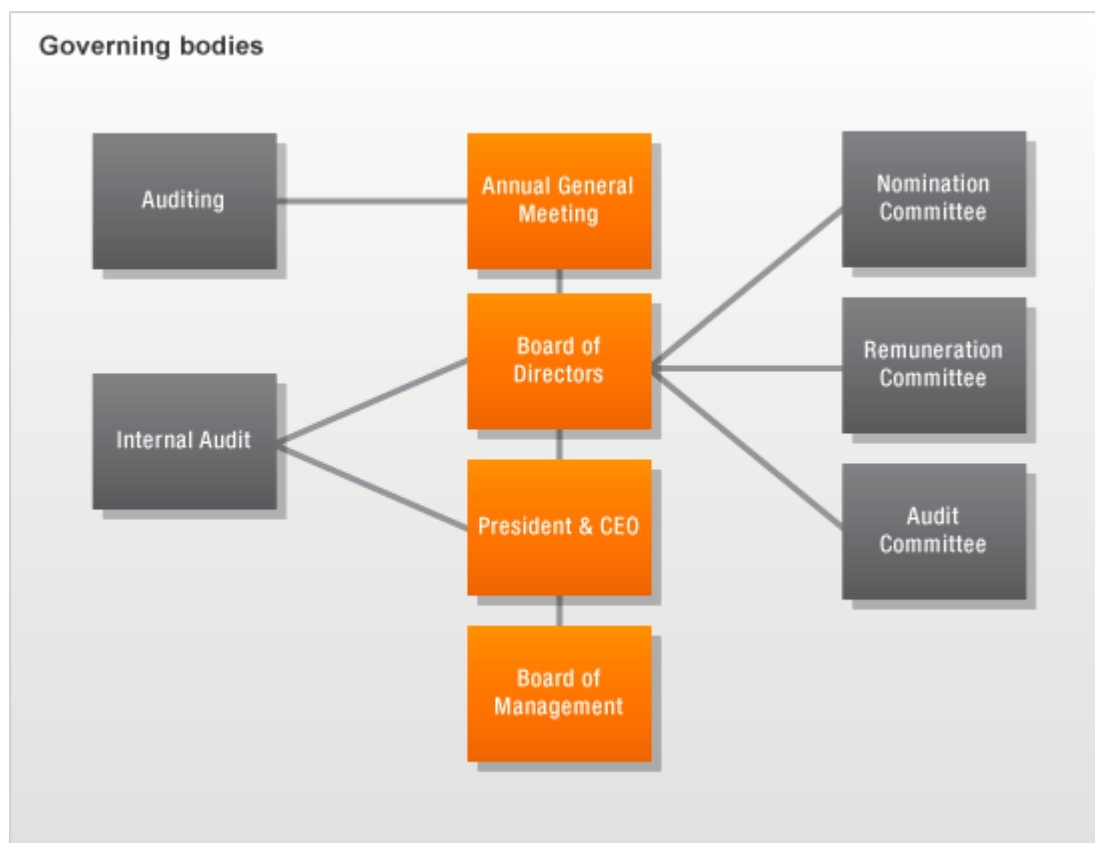 Governing bodies
Auditing
Annual General
Meeting
Nomination
Committee
Board of
Directors
Remuneration
Committee
Internal Audit
President & CEO
Audit
Committee
Board of
Management